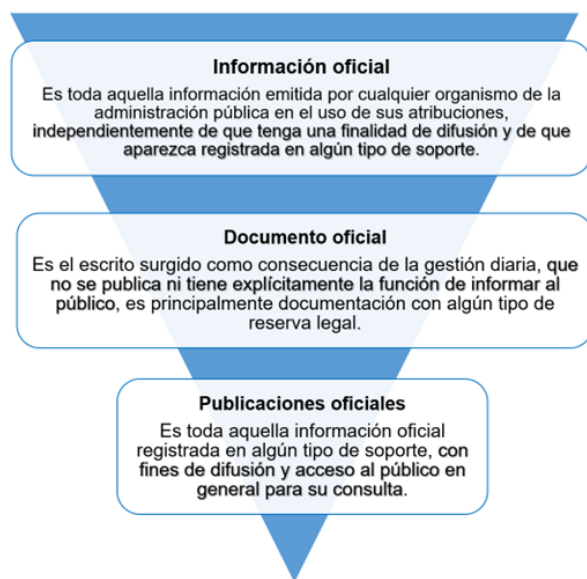 Información oficial
Es toda aquella información emitida por cualquier organismo de la
administración pública en el uso de sus atribuciones,
independientemente de que tenga una finalidad de difusión y de que
aparezca registrada en algún tipo de soporte.
Documento oficial
Es el escrito surgido como consecuencia de la gestión diaria, que
no se publica ni tiene explícitamente la función de informar al
público, es principalmente documentación con algún tipo de
reserva legal.
Publicaciones oficiales
Es toda aquella información oficial
registrada en algún tipo de soporte, con
fines de difusión y acceso al público en
general para su consulta.